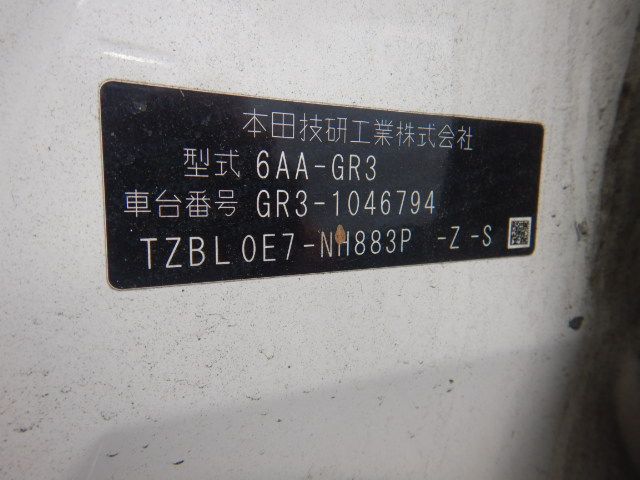 本田技研工業株式会社
型式 6AA-GR3
車台番号 GR3-1046794
TZBL0E7-NH883P -Z-S